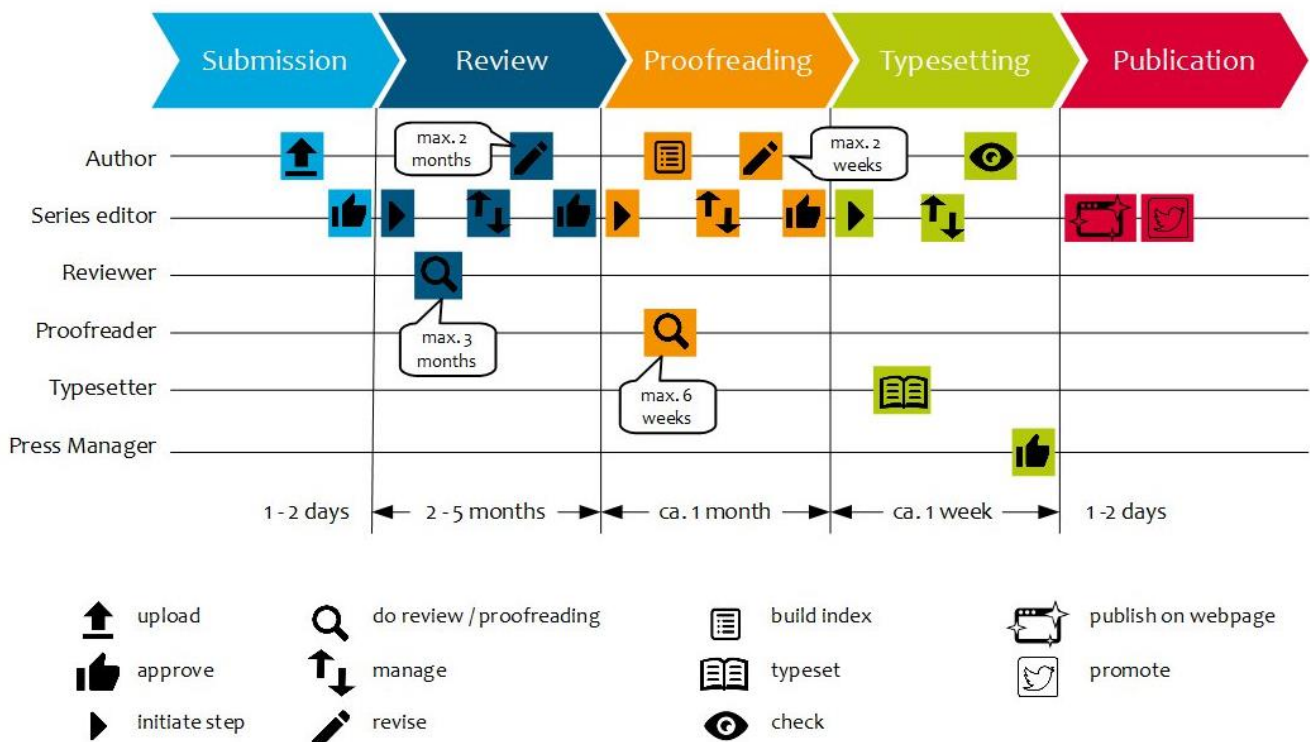 Submission
Review
Proofreading
Typesetting
Publication
Author
max. 2
months
max. 2
weeks
Series editor
Reviewer
max. 3
months
Proofreader
max. 6
weeks
Typesetter
Press Manager
1 - 2 days
2 - 5 months
ca. 1 month
ca. 1 week
1 - 2 days
upload
do review / proofreading
build index
publish on webpage
approve
manage
typeset
promote
initiate step
revise
check